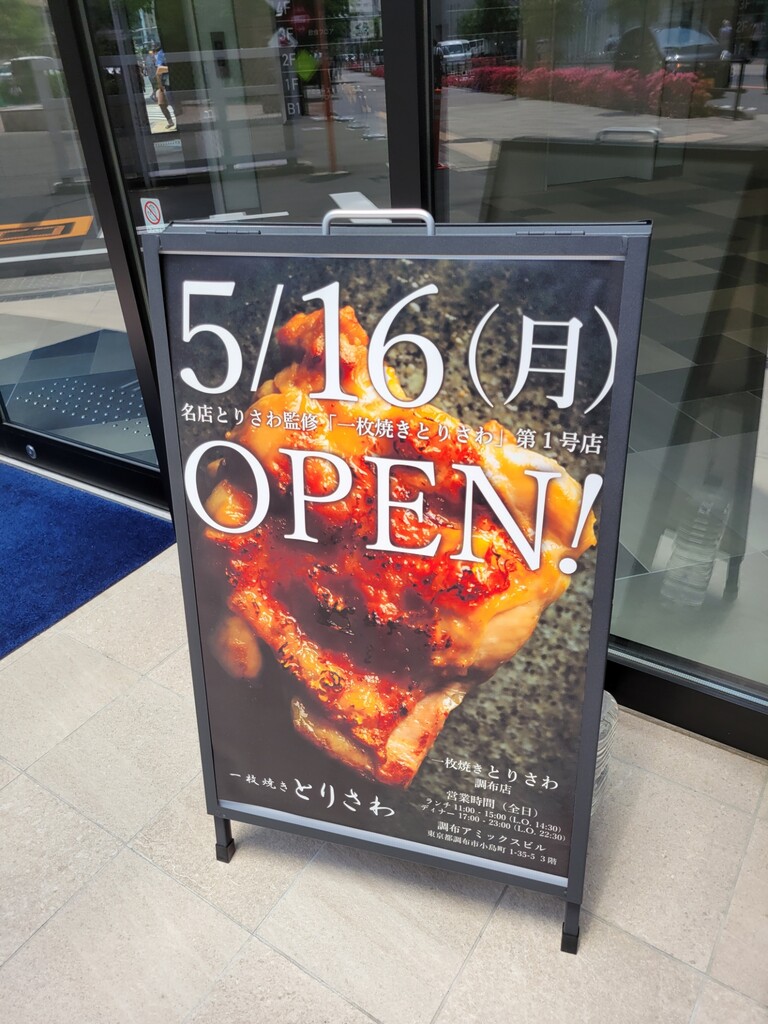 5/16(月)
名店とりさわ監修「一枚焼きとりさわ」第1号店
OPEN!
一枚焼き とりさわ
一枚焼きとりさわ
調布店
営業時間(全日)
ランチ 11:00 - 15:00 (L.O. 14:30)
ディナー 17:00 - 23:00 (L.O. 22:30)
調布アミックスビル
東京都調布市小島町 1-35-5 3階
2F
1F
B1